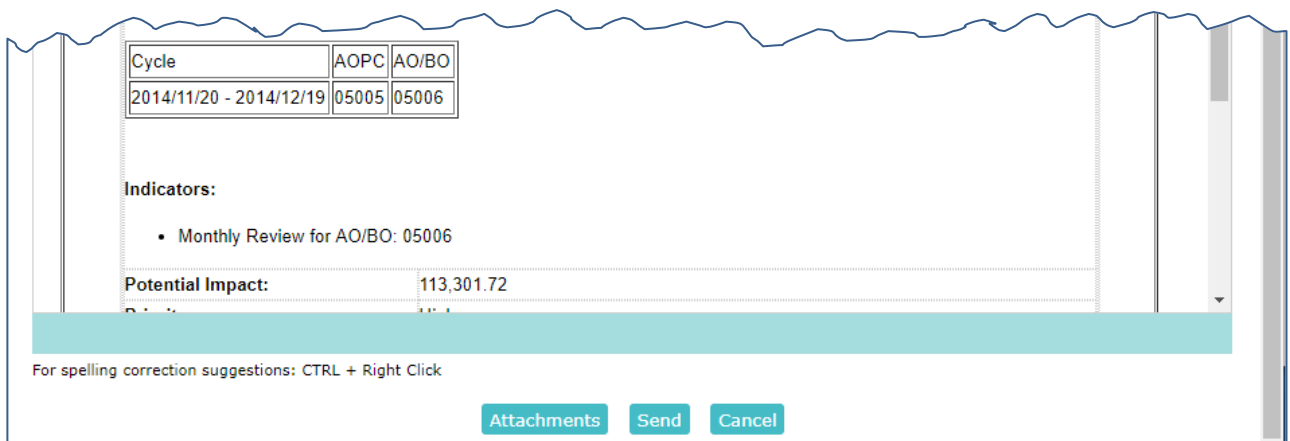 Cycle AOPC AO/BO
2014/11/20 - 2014/12/19 05005 05006
Indicators:
• Monthly Review for AO/BO: 05006
Potential Impact: 113,301.72
For spelling correction suggestions: CTRL + Right Click
Attachments Send Cancel